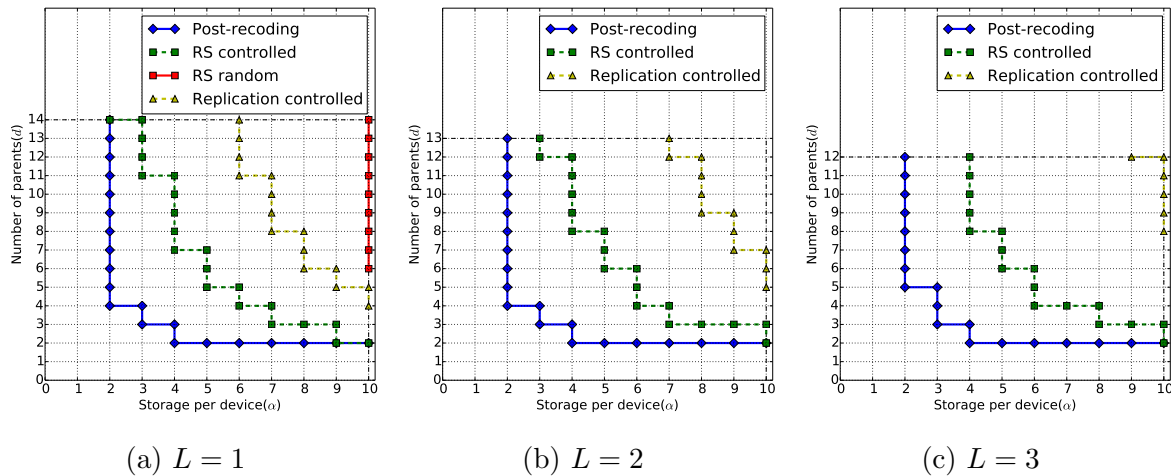 Post-recoding
RS controlled
RS random
Replication controlled
Number of parents(d)
14
13
12
11
10
9
8
7
6
5
4
3
2
1
0
0 1 2 3 4 5 6 7 8 9 10
Storage per device(α)
(a) L = 1
Post-recoding
RS controlled
Replication controlled
Number of parents(d)
13
12
11
10
9
8
7
6
5
4
3
2
1
0
0 1 2 3 4 5 6 7 8 9 10
Storage per device(α)
(b) L = 2
Post-recoding
RS controlled
Replication controlled
Number of parents(d)
12
11
10
9
8
7
6
5
4
3
2
1
0
0 1 2 3 4 5 6 7 8 9 10
Storage per device(α)
(c) L = 3